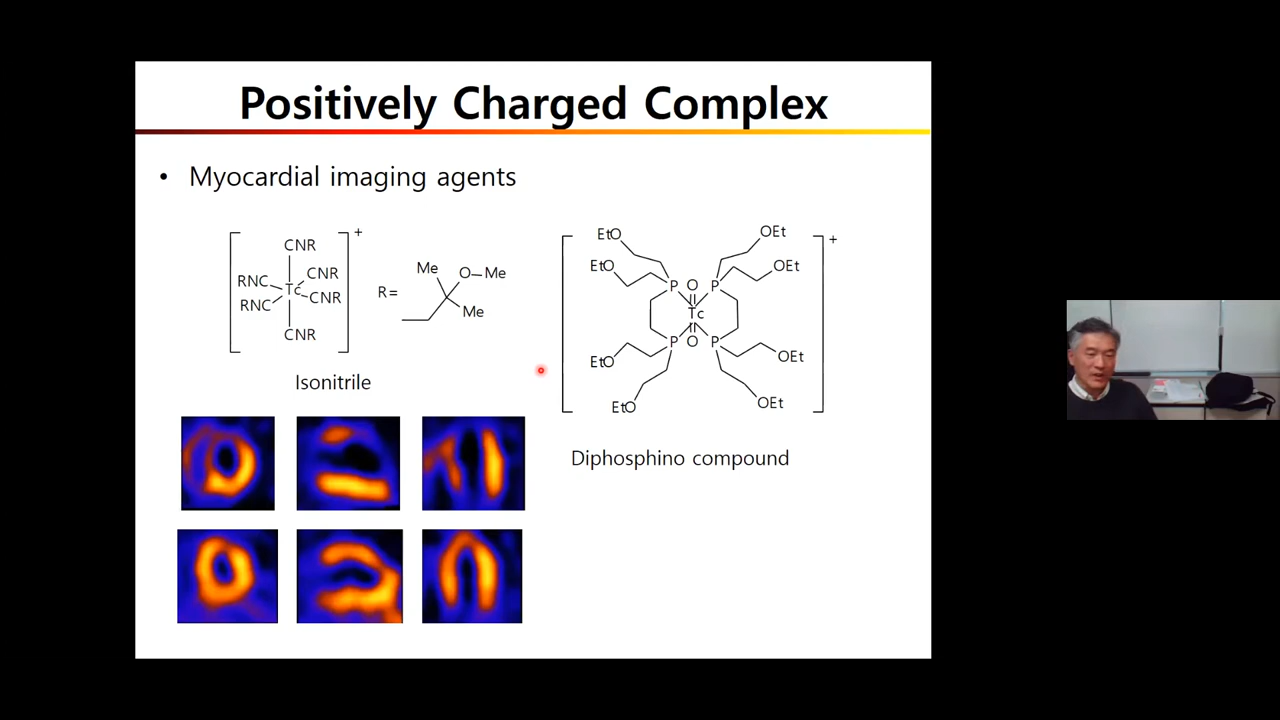 Positively Charged Complex
• Myocardial imaging agents
CNR
RNC
CNR
Tc
RNC
CNR
CNR
+
R=
Me
O
Me
Me
Isonitrile
EtO
OEt
EtO
OEt
P
O
P
Tc
P
O
P
EtO
OEt
EtO
OEt
+
Diphosphino compound